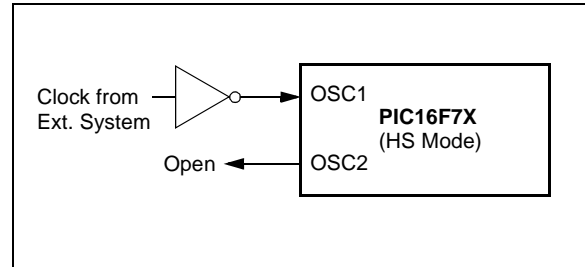 Clock from
Ext. System
OSC1
PIC16F7X
(HS Mode)
Open
OSC2